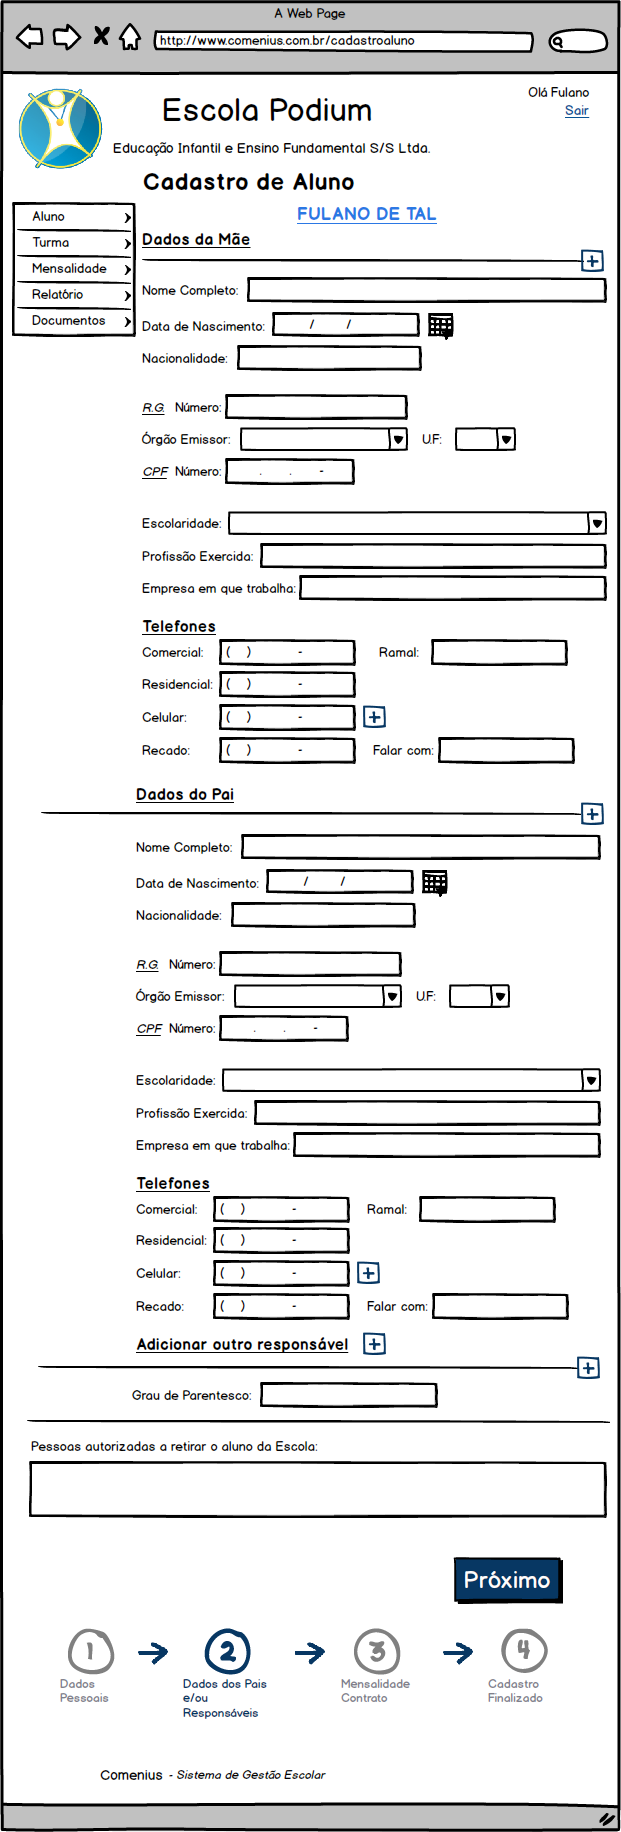 A Web Page
http://www.comenius.com.br/cadastroaluno
Olá Fulano
Sair
Escola Podium
Educação Infantil e Ensino Fundamental S/S Ltda.
Cadastro de Aluno
FULANO DE TAL
Aluno
Turma
Mensalidade
Relatório
Documentos
Dados da Mãe
Nome Completo:
Data de Nascimento: / /
Nacionalidade:
R.G. Número:
Órgão Emissor: U.F:
CPF Número: . . -
Escolaridade:
Profissão Exercida:
Empresa em que trabalha:
Telefones
Comercial: ( ) - Ramal:
Residencial: ( ) -
Celular: ( ) -
Recado: ( ) - Falar com:
Dados do Pai
Nome Completo:
Data de Nascimento: / /
Nacionalidade:
R.G. Número:
Órgão Emissor: U.F:
CPF Número: . . -
Escolaridade:
Profissão Exercida:
Empresa em que trabalha:
Telefones
Comercial: ( ) - Ramal:
Residencial: ( ) -
Celular: ( ) -
Recado: ( ) - Falar com:
Adicionar outro responsável
Grau de Parentesco:
Pessoas autorizadas a retirar o aluno da Escola:
Próximo
1 2 3 4
Dados
Pessoais
Dados dos Pais
e/ou
Responsáveis
Mensalidade
Contrato
Cadastro
Finalizado
Comenius - Sistema de Gestão Escolar